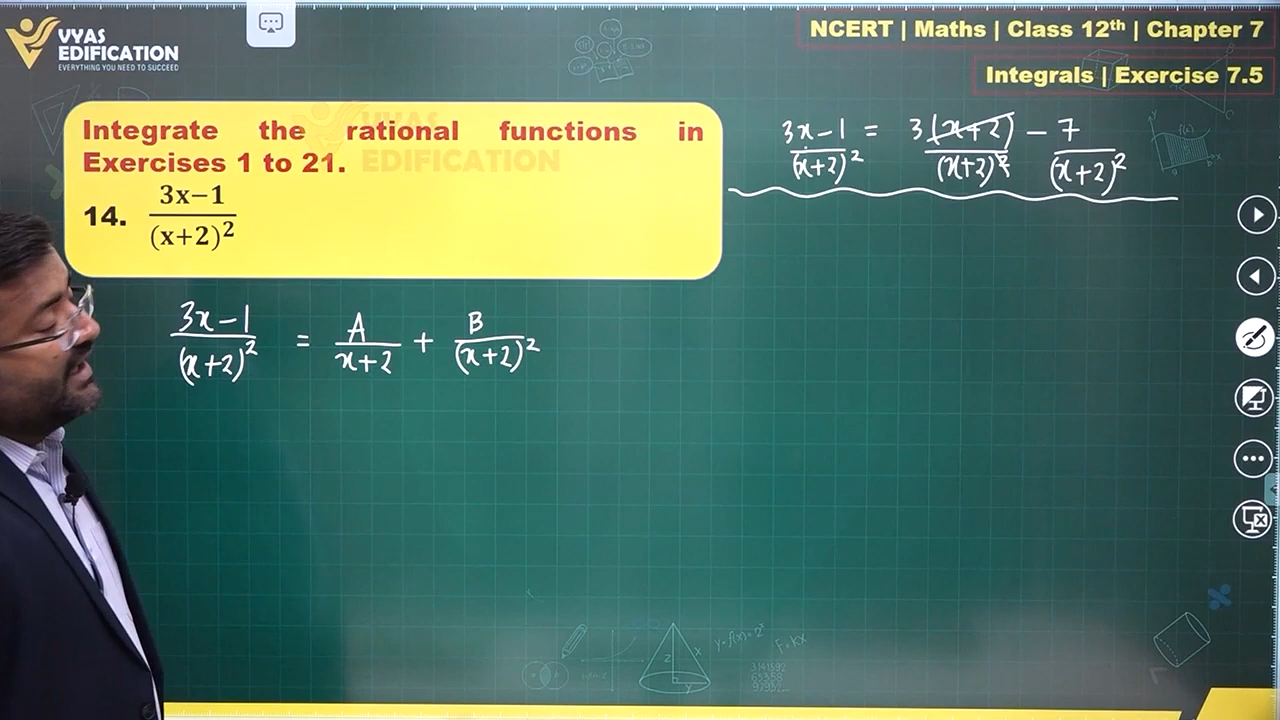 VYAS
EDIFICATION
EVERYTHING YOU NEED TO SUCCEED
NCERT | Maths | Class 12th | Chapter 7
Integrals | Exercise 7.5
Integrate the rational functions in
Exercises 1 to 21.
EDIFICATION
14. (3x−1)/(x+2)²
(3x−1)/(x+2)² = 3(x+2)/(x+2)² − 7/(x+2)²
(3x−1)/(x+2)² = A/(x+2) + B/(x+2)²